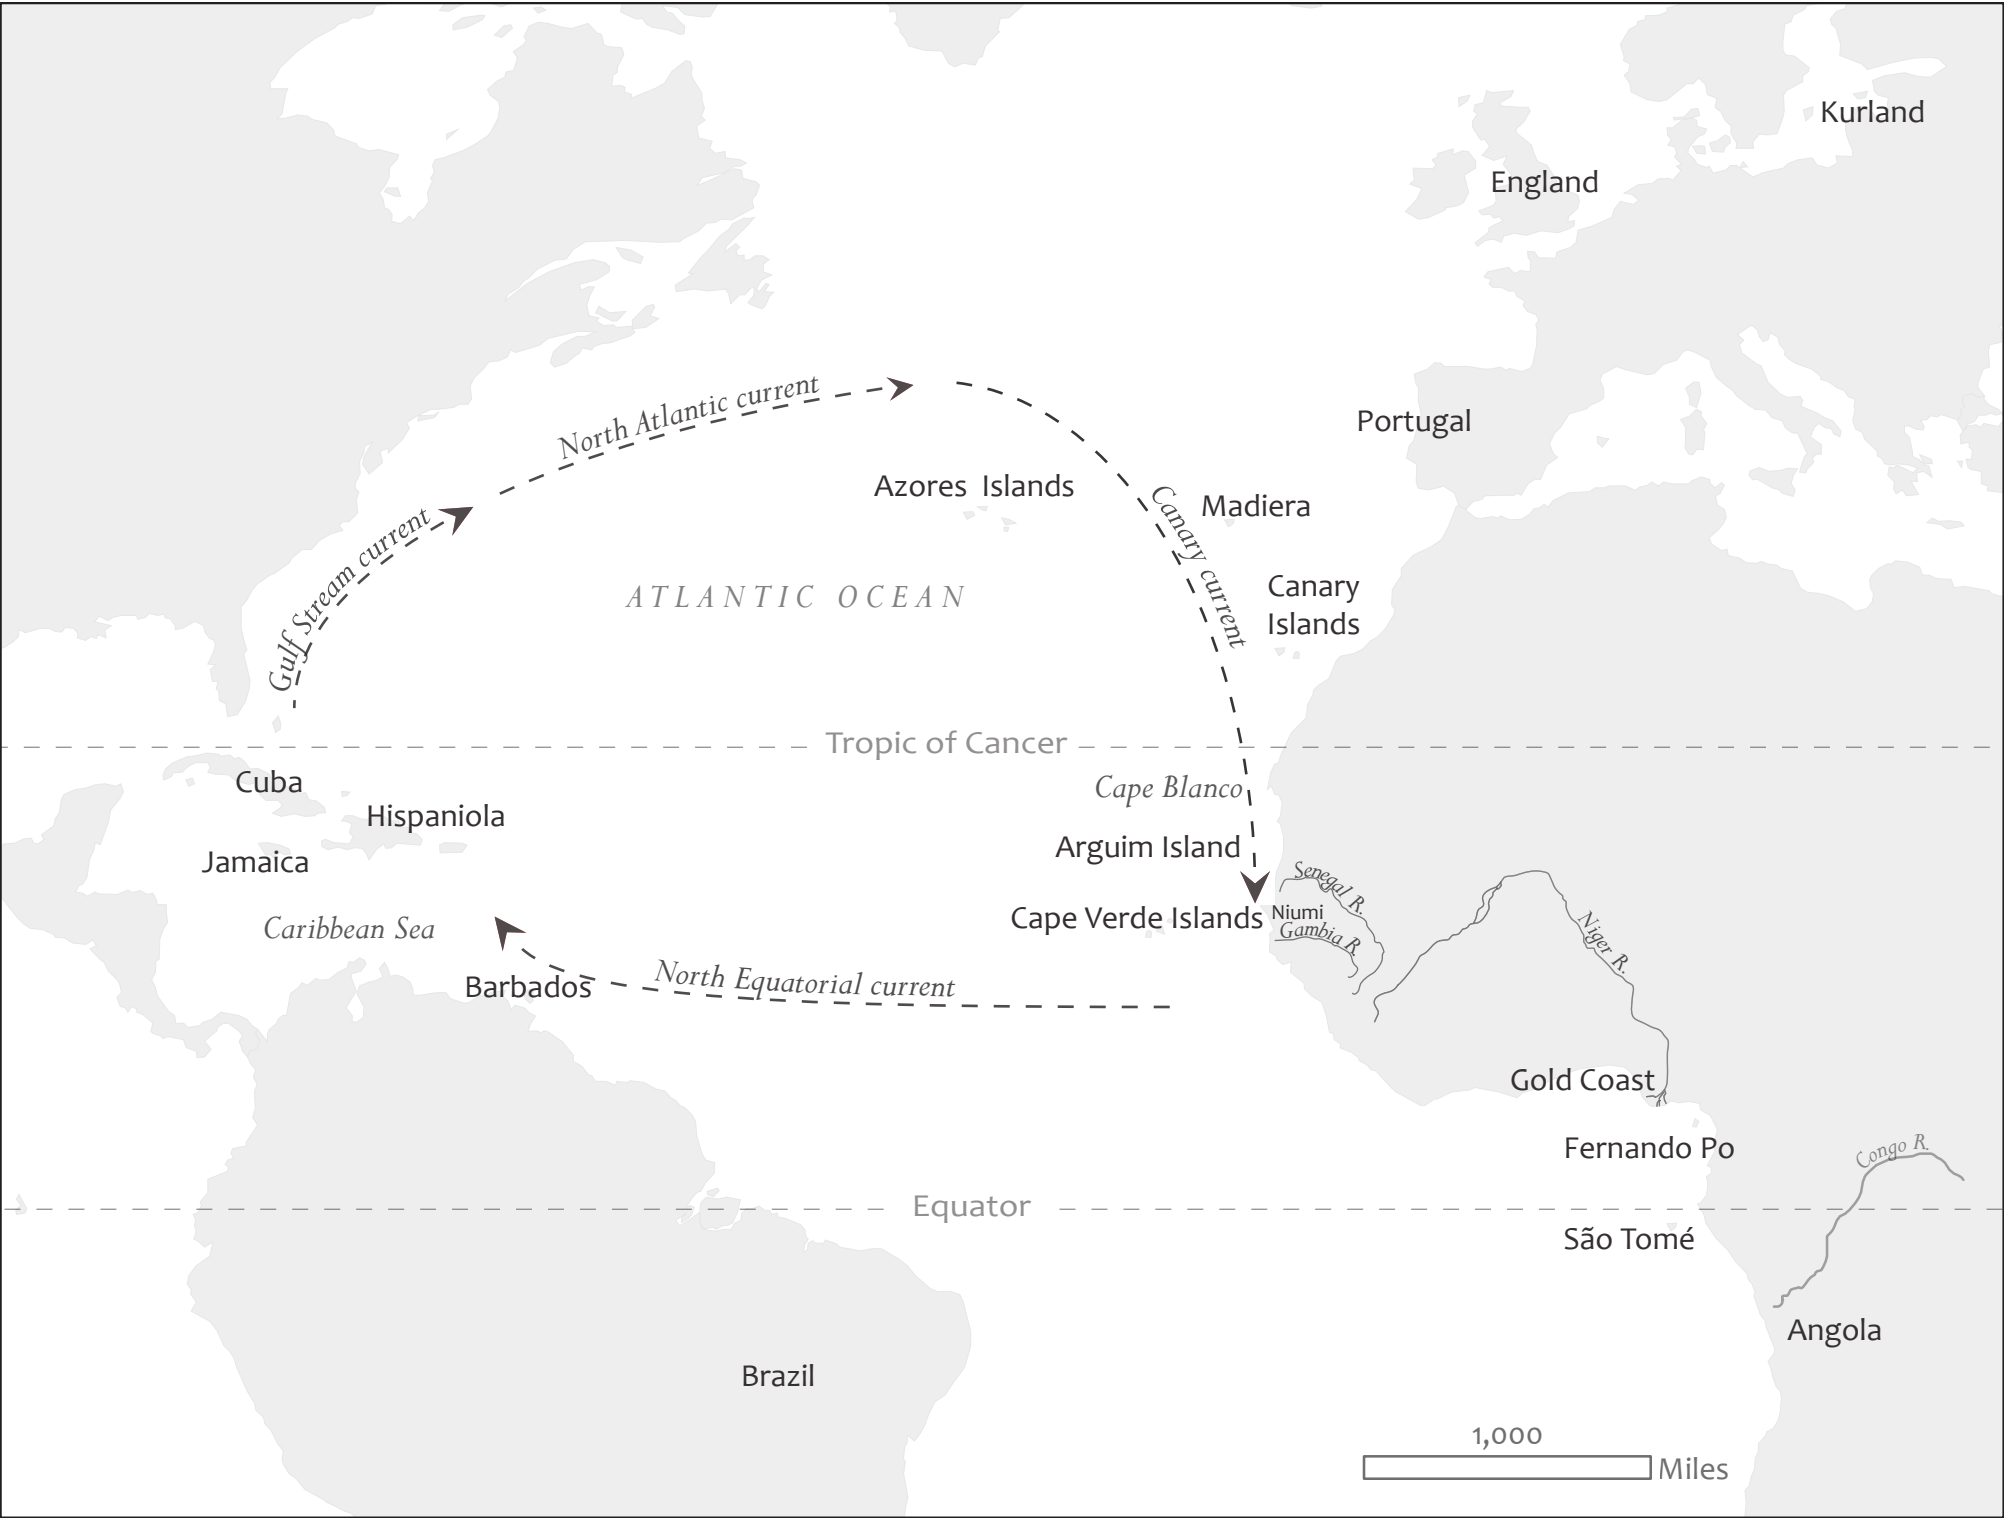 Kurland
England
North Atlantic current
Portugal
Azores Islands
Madiera
Gulf Stream current
Canary current
ATLANTIC OCEAN
Canary
Islands
Tropic of Cancer
Cuba
Cape Blanco
Hispaniola
Arguim Island
Jamaica
Senegal R.
Cape Verde Islands
Niumi
Caribbean Sea
Gambia R.
Niger R.
Barbados
North Equatorial current
Gold Coast
Fernando Po
Congo R.
Equator
São Tomé
Angola
Brazil
1,000
Miles